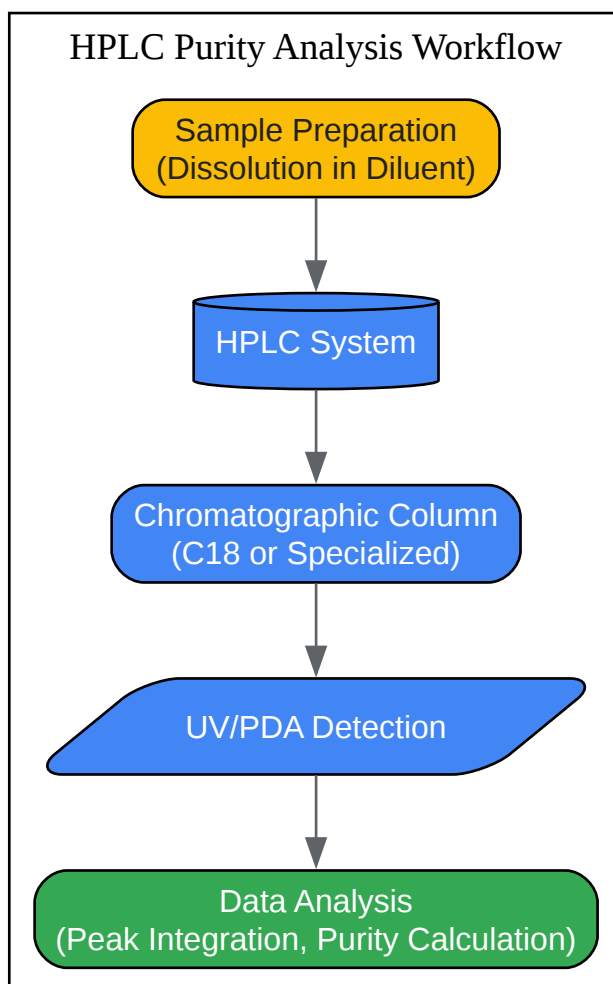 HPLC Purity Analysis Workflow
Sample Preparation
(Dissolution in Diluent)
HPLC System
Chromatographic Column
(C18 or Specialized)
UV/PDA Detection
Data Analysis
(Peak Integration, Purity Calculation)